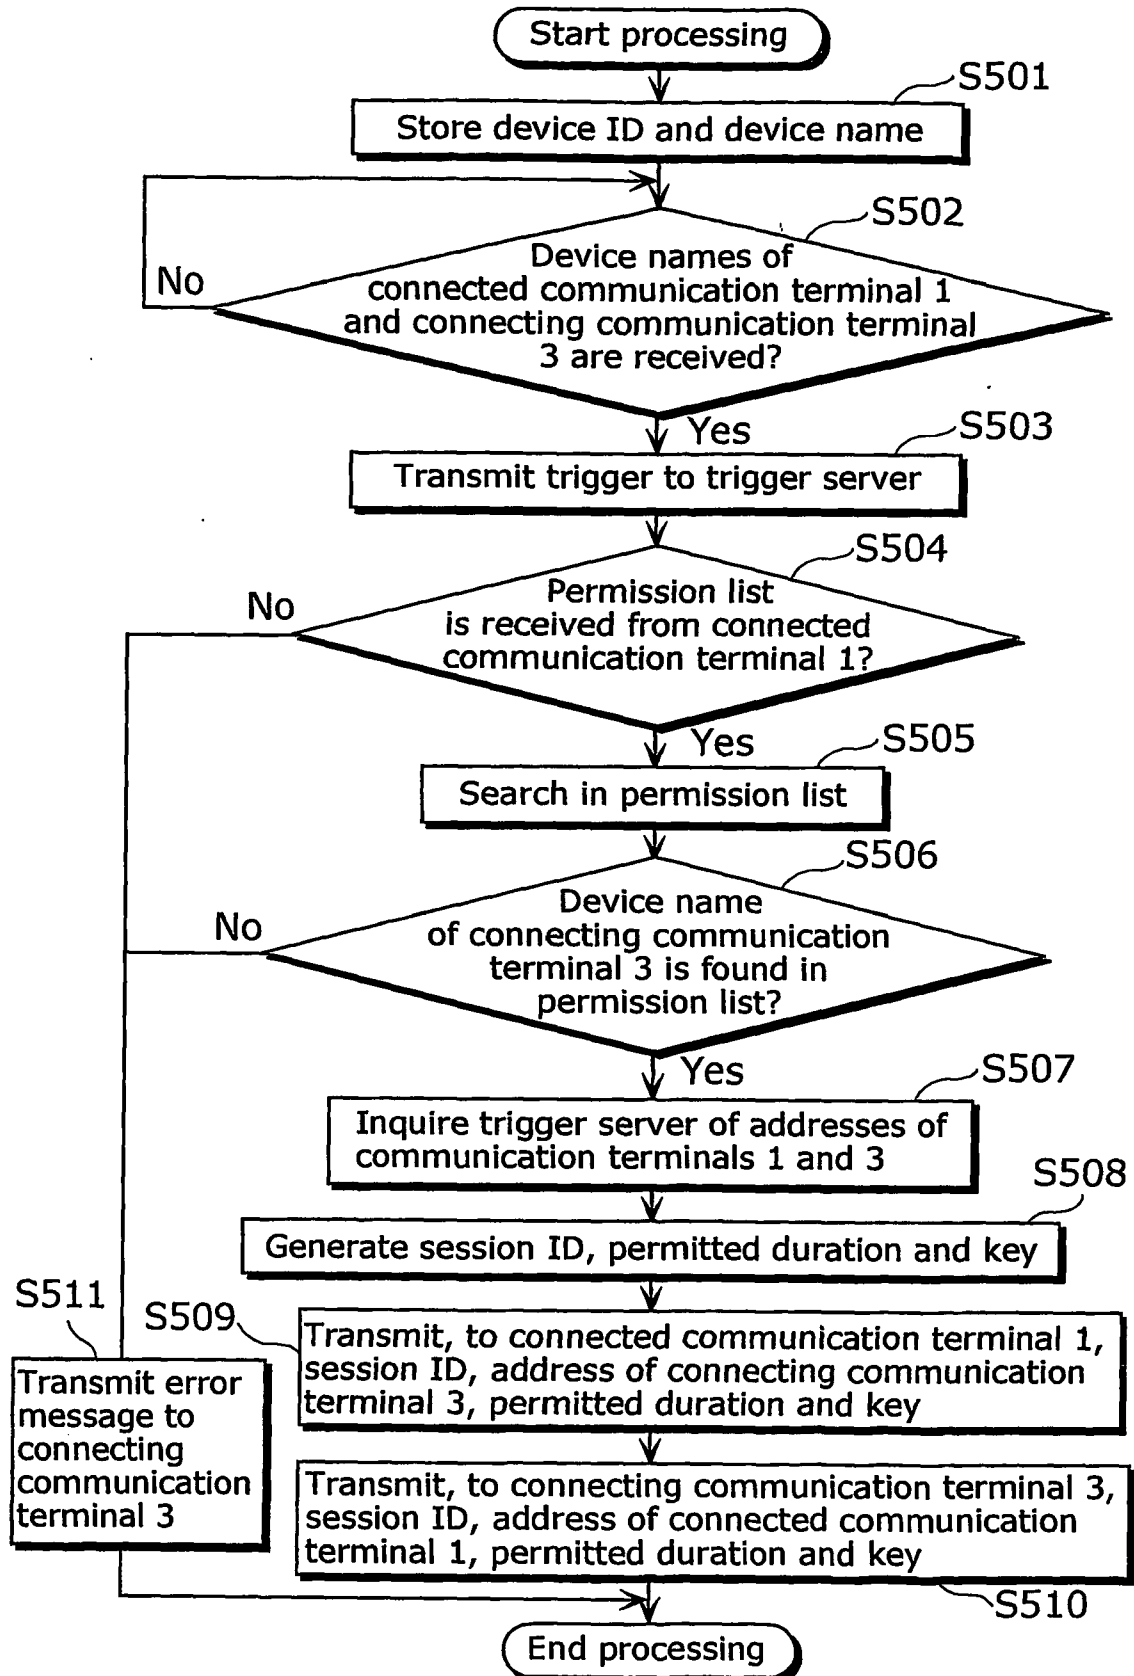 Start processing
S501
Store device ID and device name
S502
Device names of
connected communication terminal 1
and connecting communication terminal
3 are received?
No
Yes
S503
Transmit trigger to trigger server
S504
Permission list
is received from connected
communication terminal 1?
No
Yes
S505
Search in permission list
S506
Device name
of connecting communication
terminal 3 is found in
permission list?
No
Yes
S507
Inquire trigger server of addresses of
communication terminals 1 and 3
S508
Generate session ID, permitted duration and key
S509
Transmit, to connected communication terminal 1,
session ID, address of connecting communication
terminal 3, permitted duration and key
S511
Transmit error
message to
connecting
communication
terminal 3
Transmit, to connecting communication terminal 3,
session ID, address of connected communication
terminal 1, permitted duration and key
S510
End processing